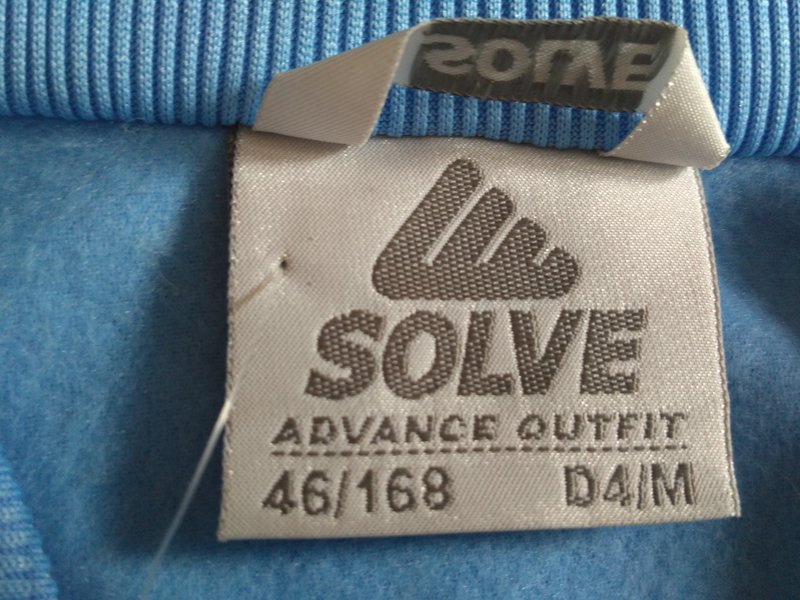 SOLVE
SOLVE
ADVANCE OUTFIT
46/168 D4/M